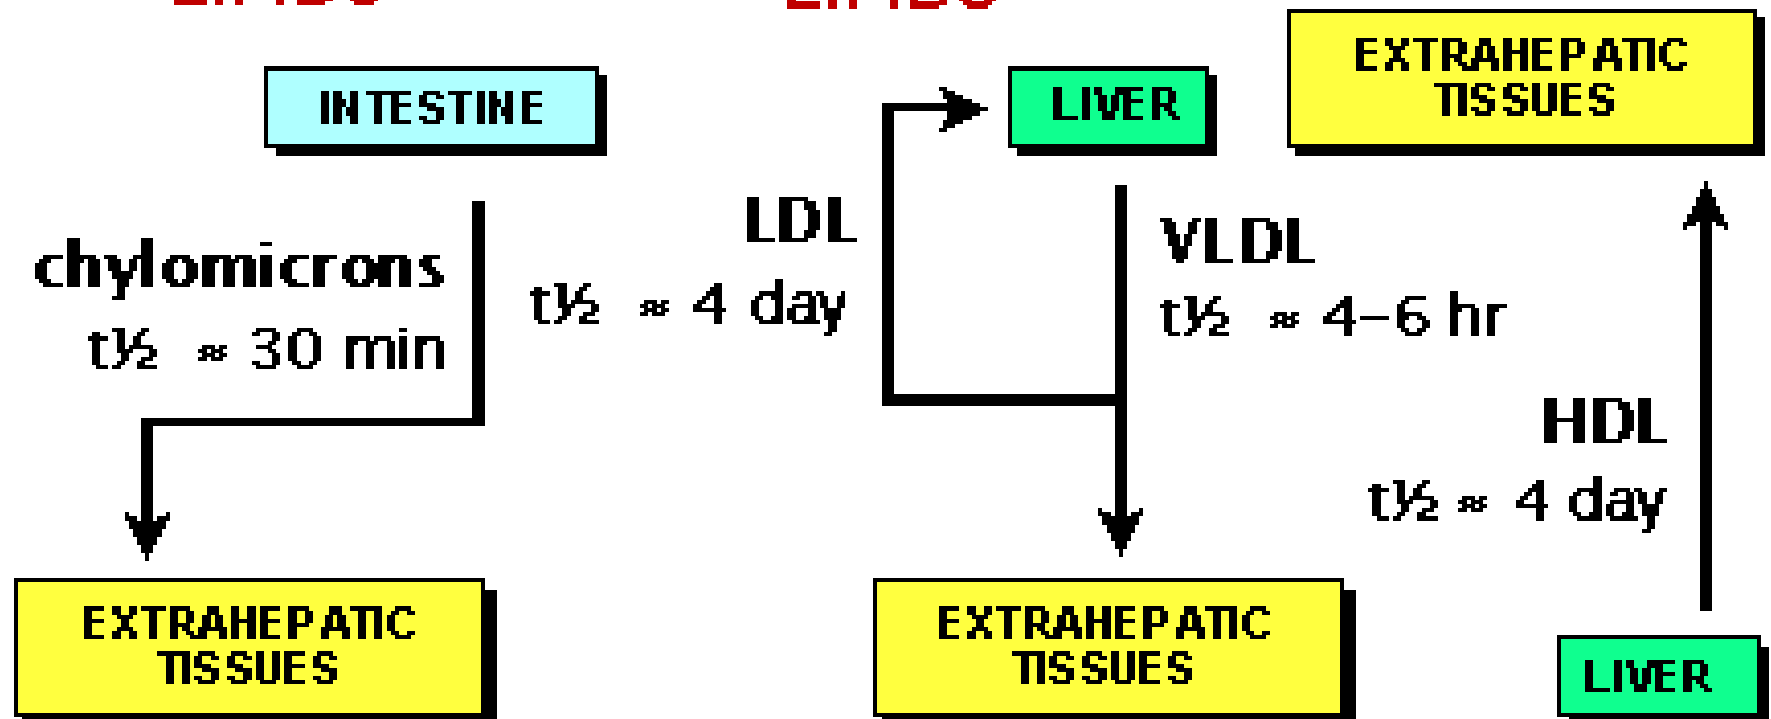 INTESTINE
chylomicrons
t½ ≈ 30 min
EXTRAHEPATIC
TISSUES
LIVER
LDL
t½ ≈ 4 day
VLDL
t½ ≈ 4–6 hr
EXTRAHEPATIC
TISSUES
EXTRAHEPATIC
TISSUES
HDL
t½ ≈ 4 day
LIVER